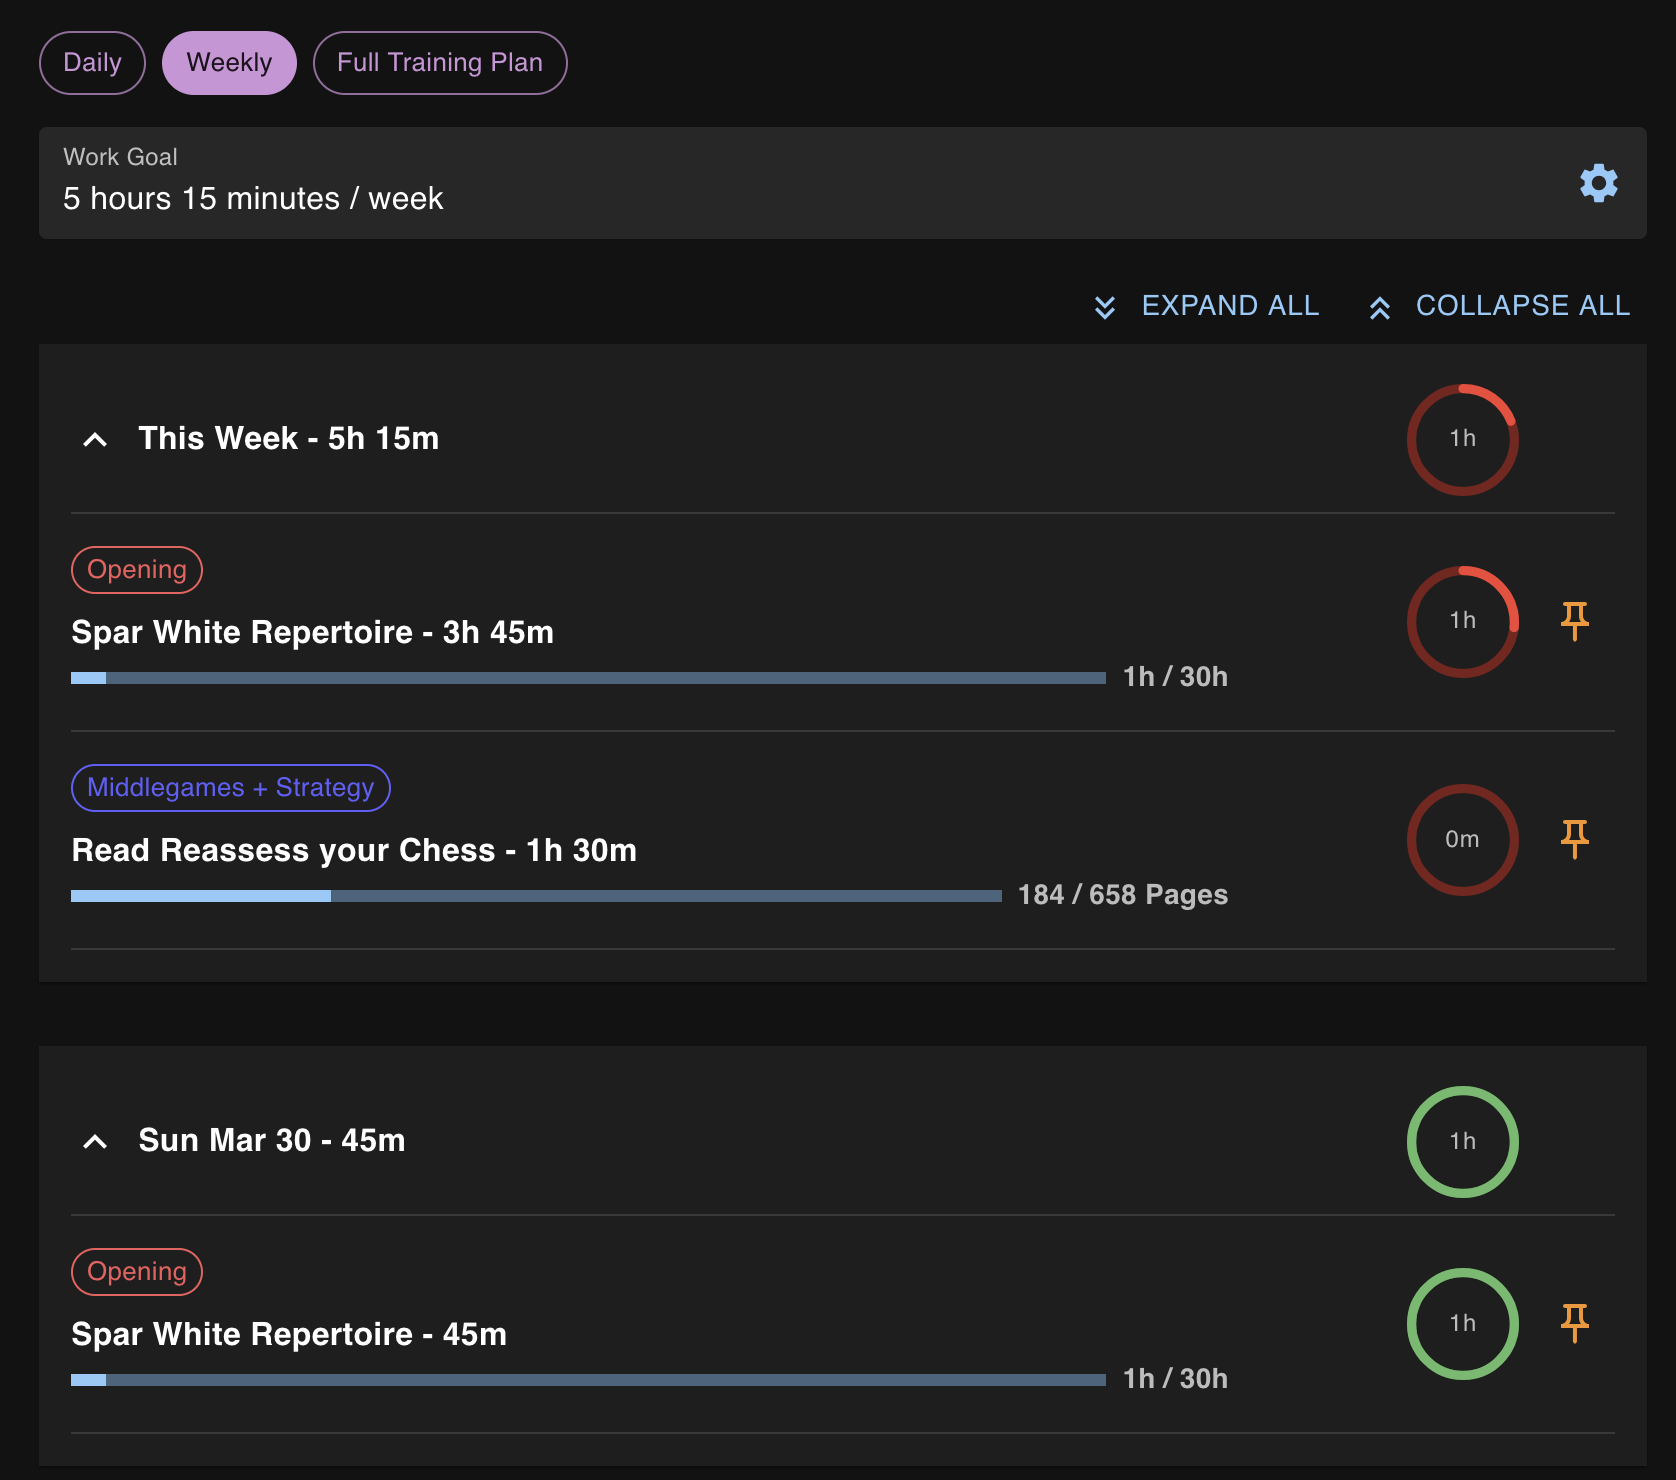 Daily
Weekly
Full Training Plan
Work Goal
5 hours 15 minutes / week
EXPAND ALL
COLLAPSE ALL
This Week - 5h 15m
1h
Opening
Spar White Repertoire - 3h 45m
1h / 30h
1h
Middlegames + Strategy
Read Reassess your Chess - 1h 30m
184 / 658 Pages
0m
Sun Mar 30 - 45m
1h
Opening
Spar White Repertoire - 45m
1h / 30h
1h